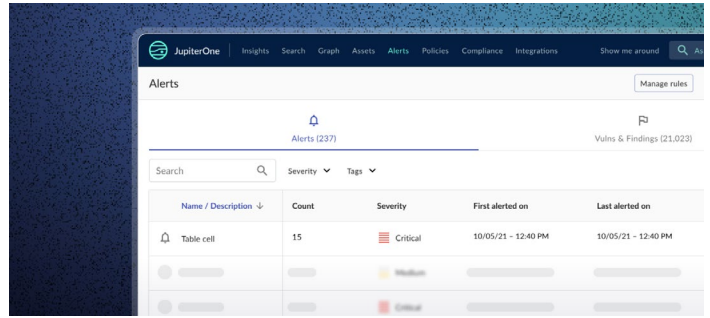 JupiterOne Insights Search Graph Assets Alerts Policies Compliance Integrations Show me around As
Alerts Manage rules
Alerts (237) Vulns & Findings (21,023)
Search Severity Tags
Name / Description Count Severity First alerted on Last alerted on
Table cell 15 Critical 10/05/21 – 12:40 PM 10/05/21 – 12:40 PM
Medium
Critical